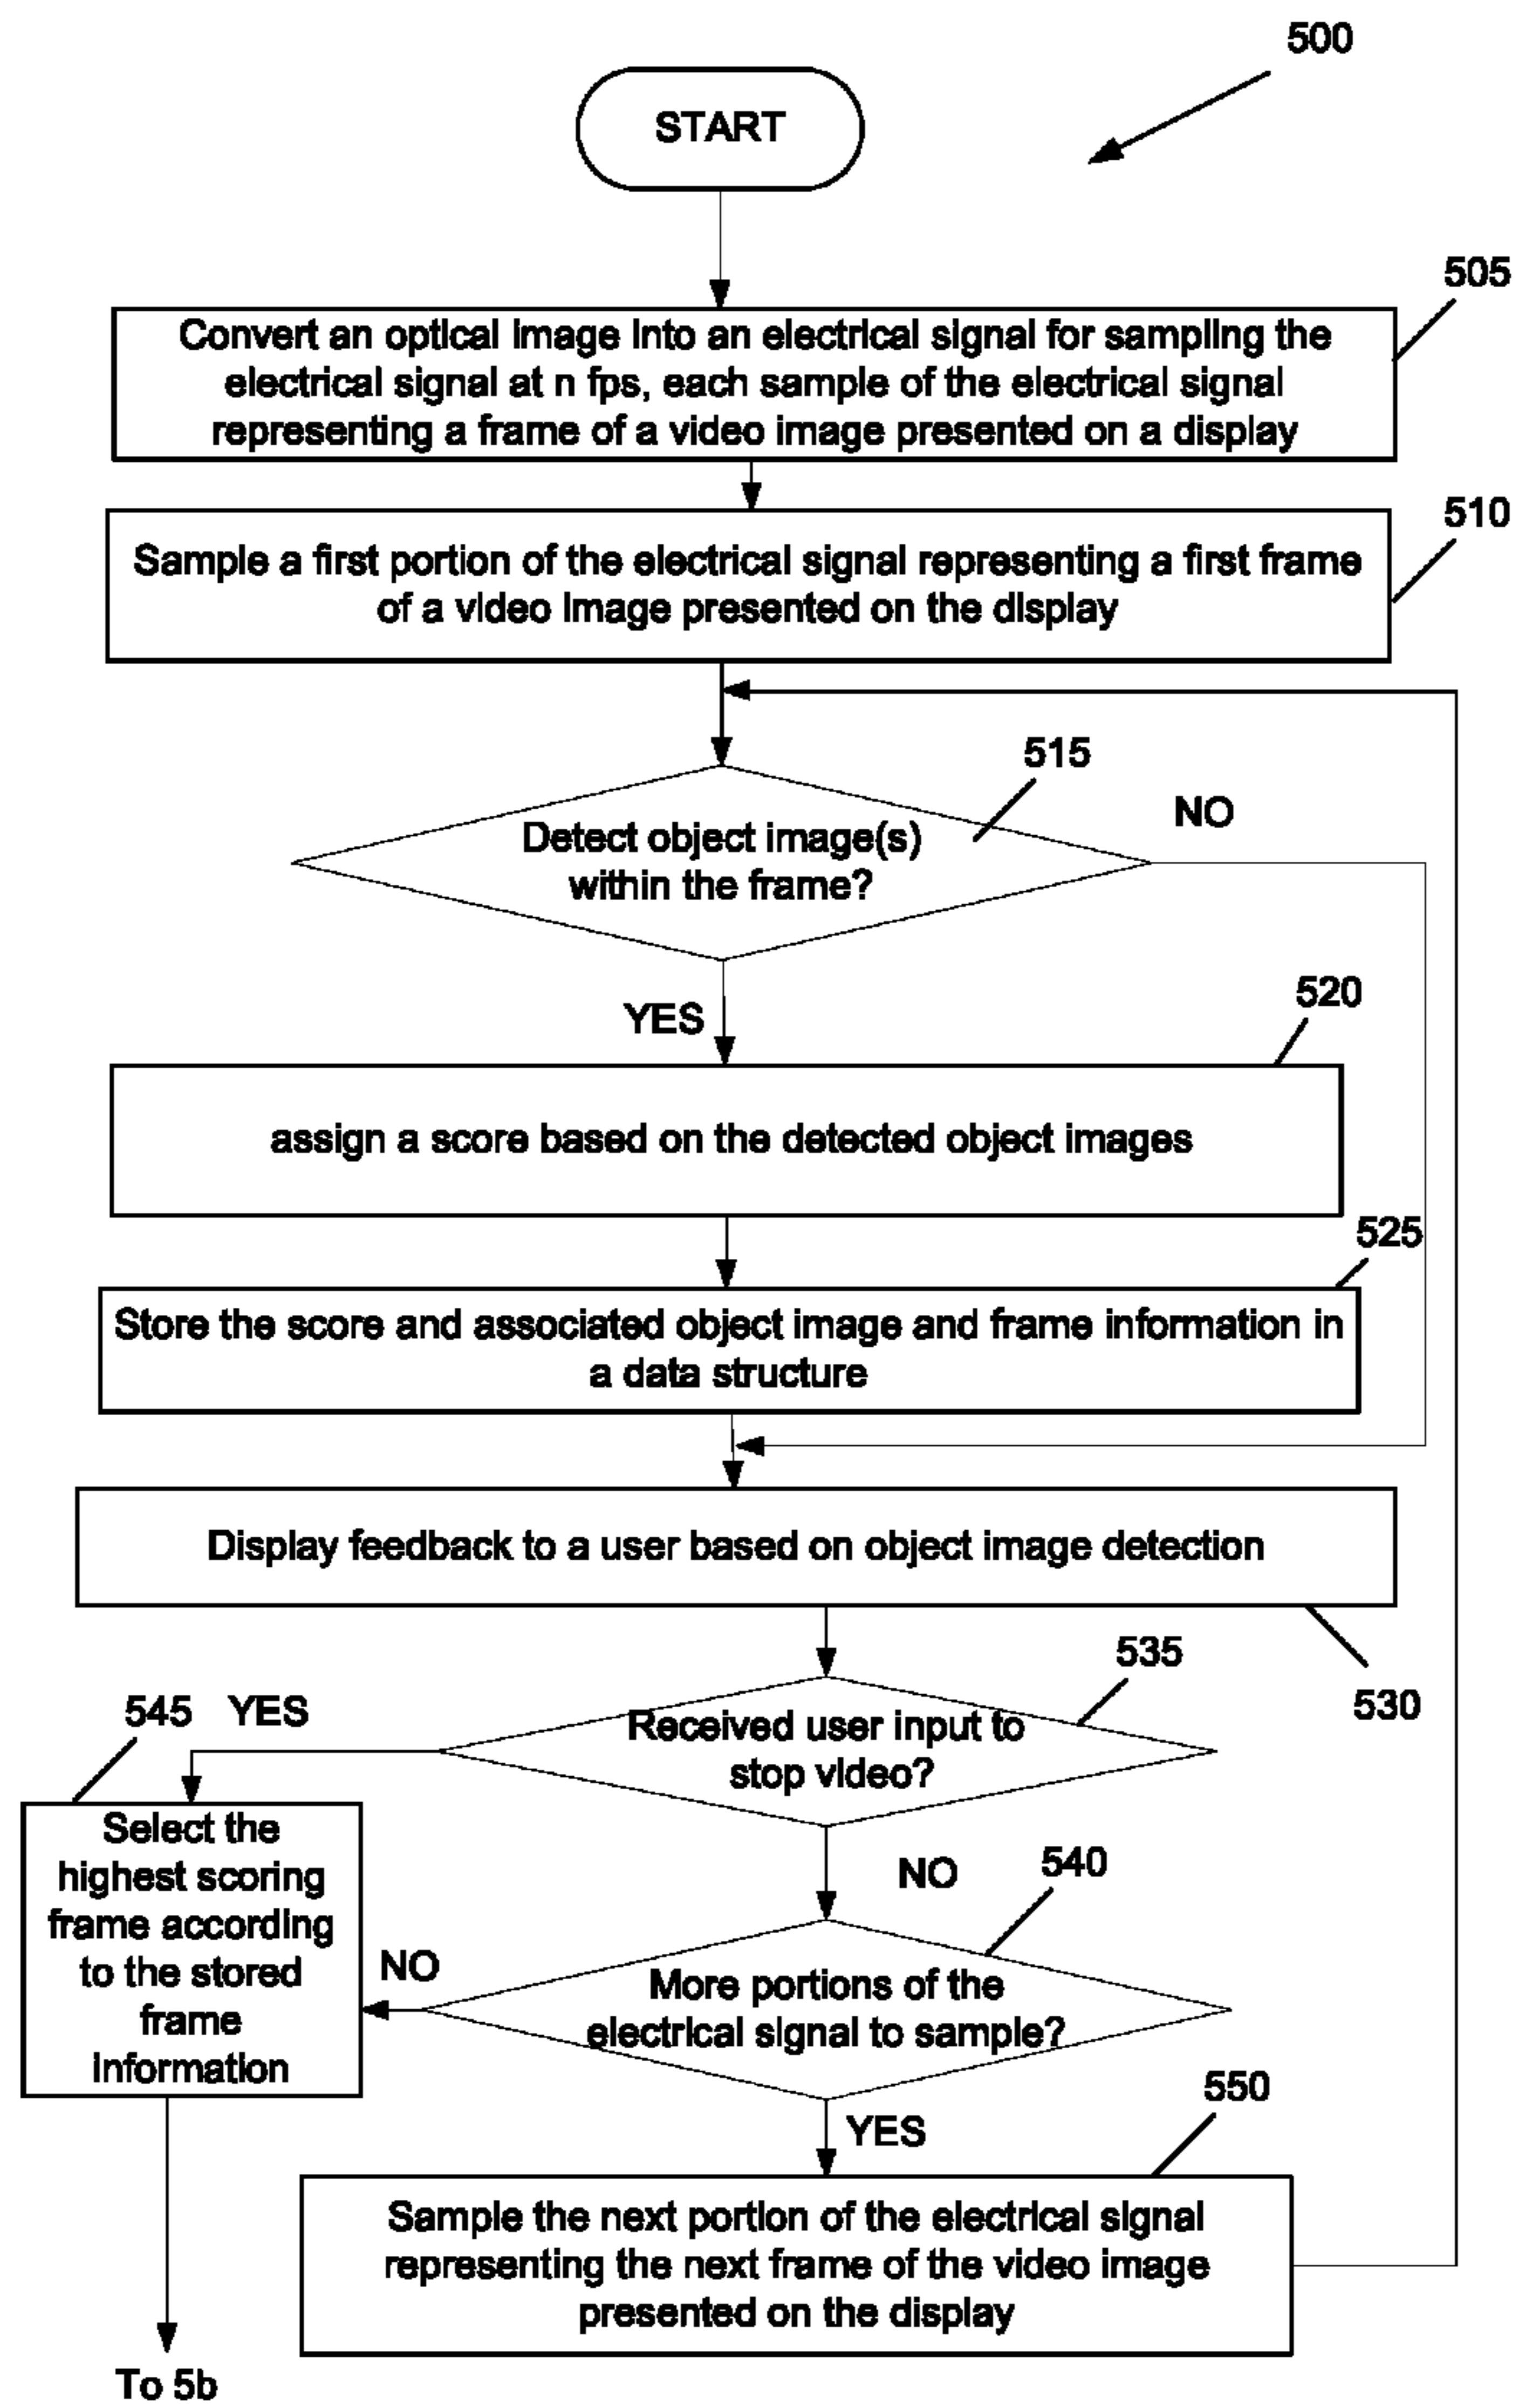 500
START
505
Convert an optical image into an electrical signal for sampling the
electrical signal at n fps, each sample of the electrical signal
representing a frame of a video image presented on a display
510
Sample a first portion of the electrical signal representing a first frame
of a video image presented on the display
515
NO
Detect object image(s)
within the frame?
YES
520
assign a score based on the detected object images
525
Store the score and associated object image and frame information in
a data structure
Display feedback to a user based on object image detection
530
535
545
YES
Received user input to
stop video?
Select the
highest scoring
frame according
to the stored
frame
information
NO
540
NO
More portions of the
electrical signal to sample?
550
YES
Sample the next portion of the electrical signal
representing the next frame of the video image
presented on the display
To 5b